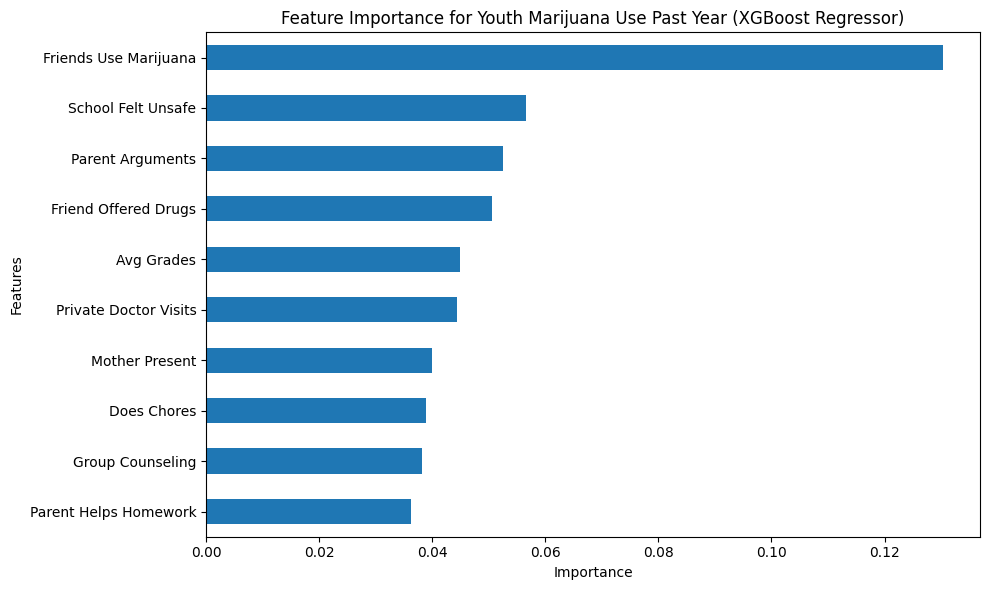 Feature Importance for Youth Marijuana Use Past Year (XGBoost Regressor)
Features
Friends Use Marijuana
School Felt Unsafe
Parent Arguments
Friend Offered Drugs
Avg Grades
Private Doctor Visits
Mother Present
Does Chores
Group Counseling
Parent Helps Homework
0.00 0.02 0.04 0.06 0.08 0.10 0.12
Importance